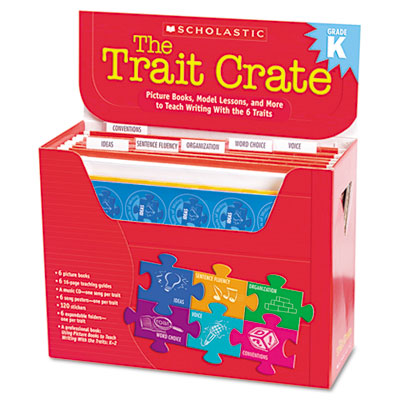 SCHOLASTIC
The
Trait Crate
GRADE
K
Picture Books, Model Lessons, and More
to Teach Writing With the 6 Traits
CONVENTIONS
IDEAS
SENTENCE FLUENCY
ORGANIZATION
WORD CHOICE
VOICE
IDEAS
IDEAS
IDEAS
• 6 picture books
• 6 16-page teaching guides
• A music CD—one song per trait
• 6 song posters—one per trait
• 120 stickers
• 6 expandable folders—
one per trait
• A professional book:
Using Picture Books to Teach
Writing With the Traits: K–2
IDEAS
SENTENCE FLUENCY
ORGANIZATION
WORD CHOICE
VOICE
CONVENTIONS